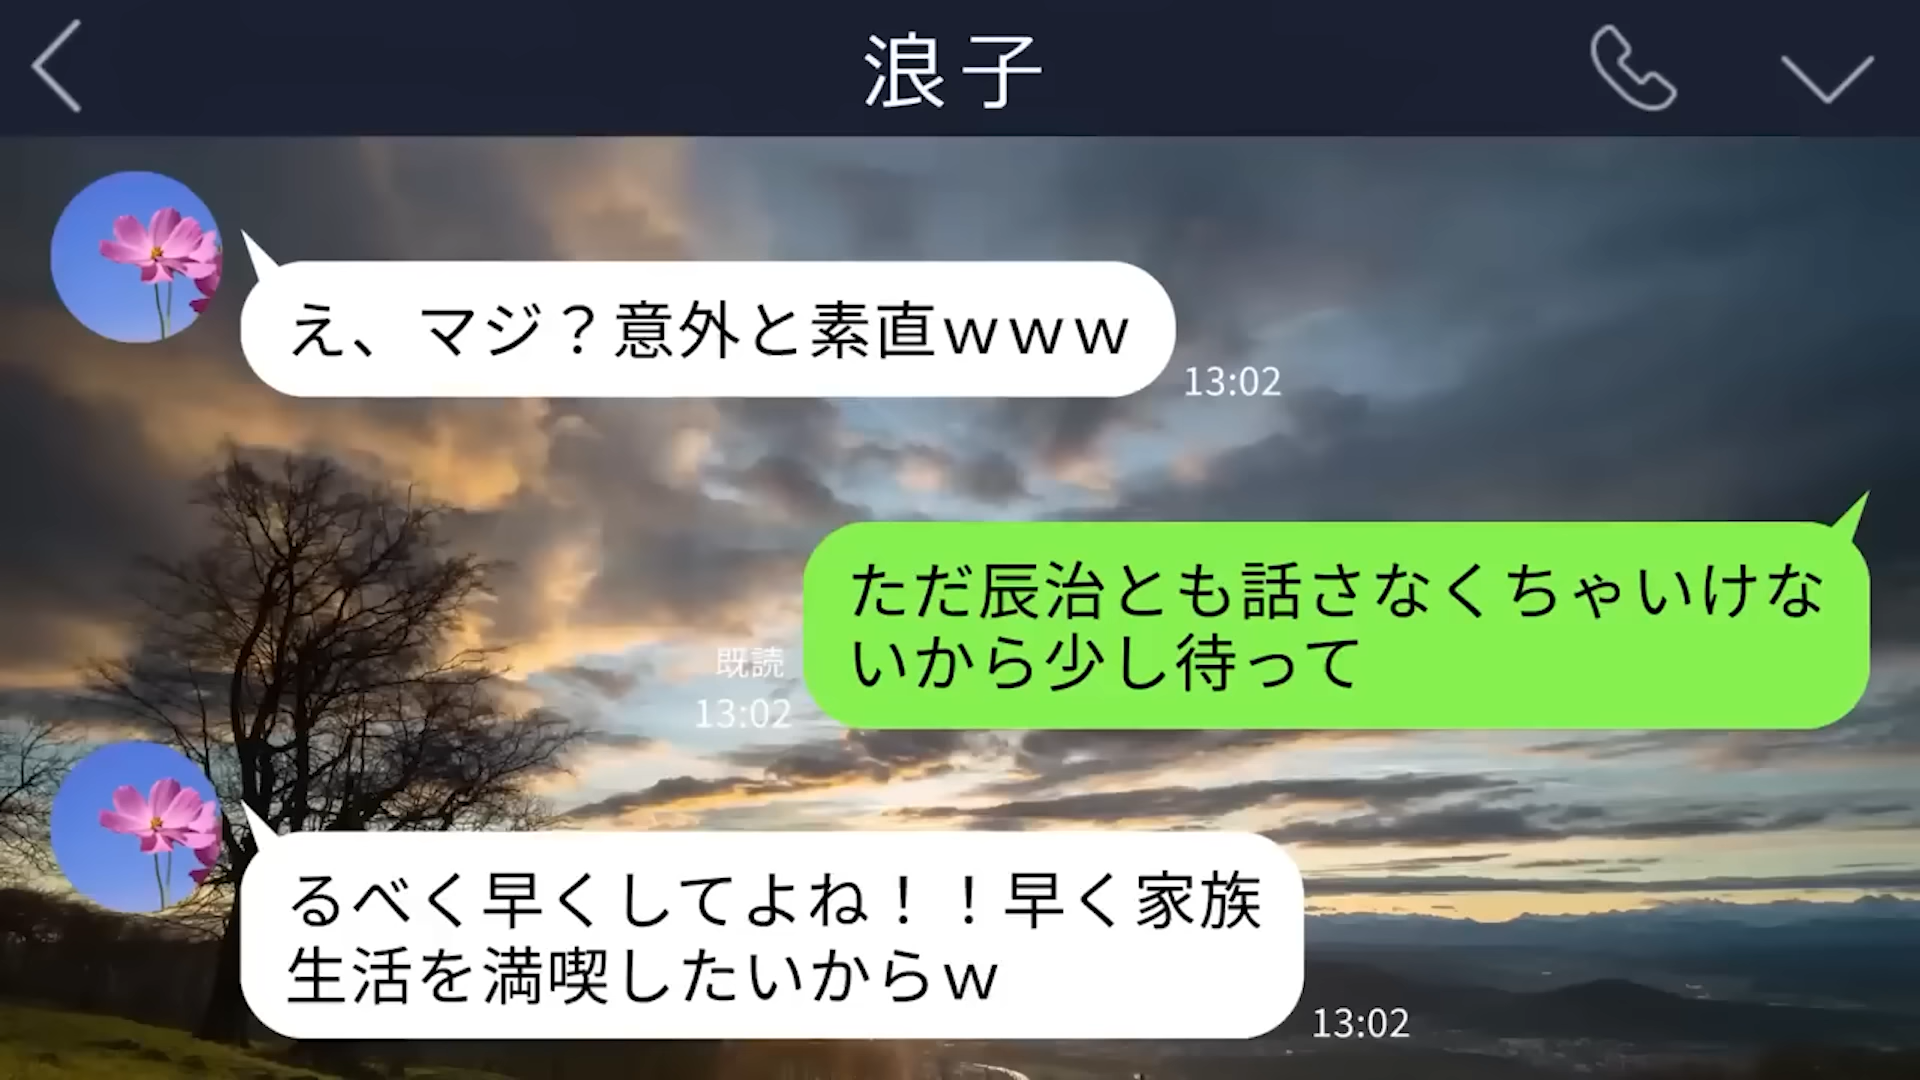 浪子
え、マジ？意外と素直ｗｗｗ
13:02
ただ辰治とも話さなくちゃいけな
いから少し待って
既読
13:02
るべく早くしてよね！！早く家族
生活を満喫したいからｗ
13:02